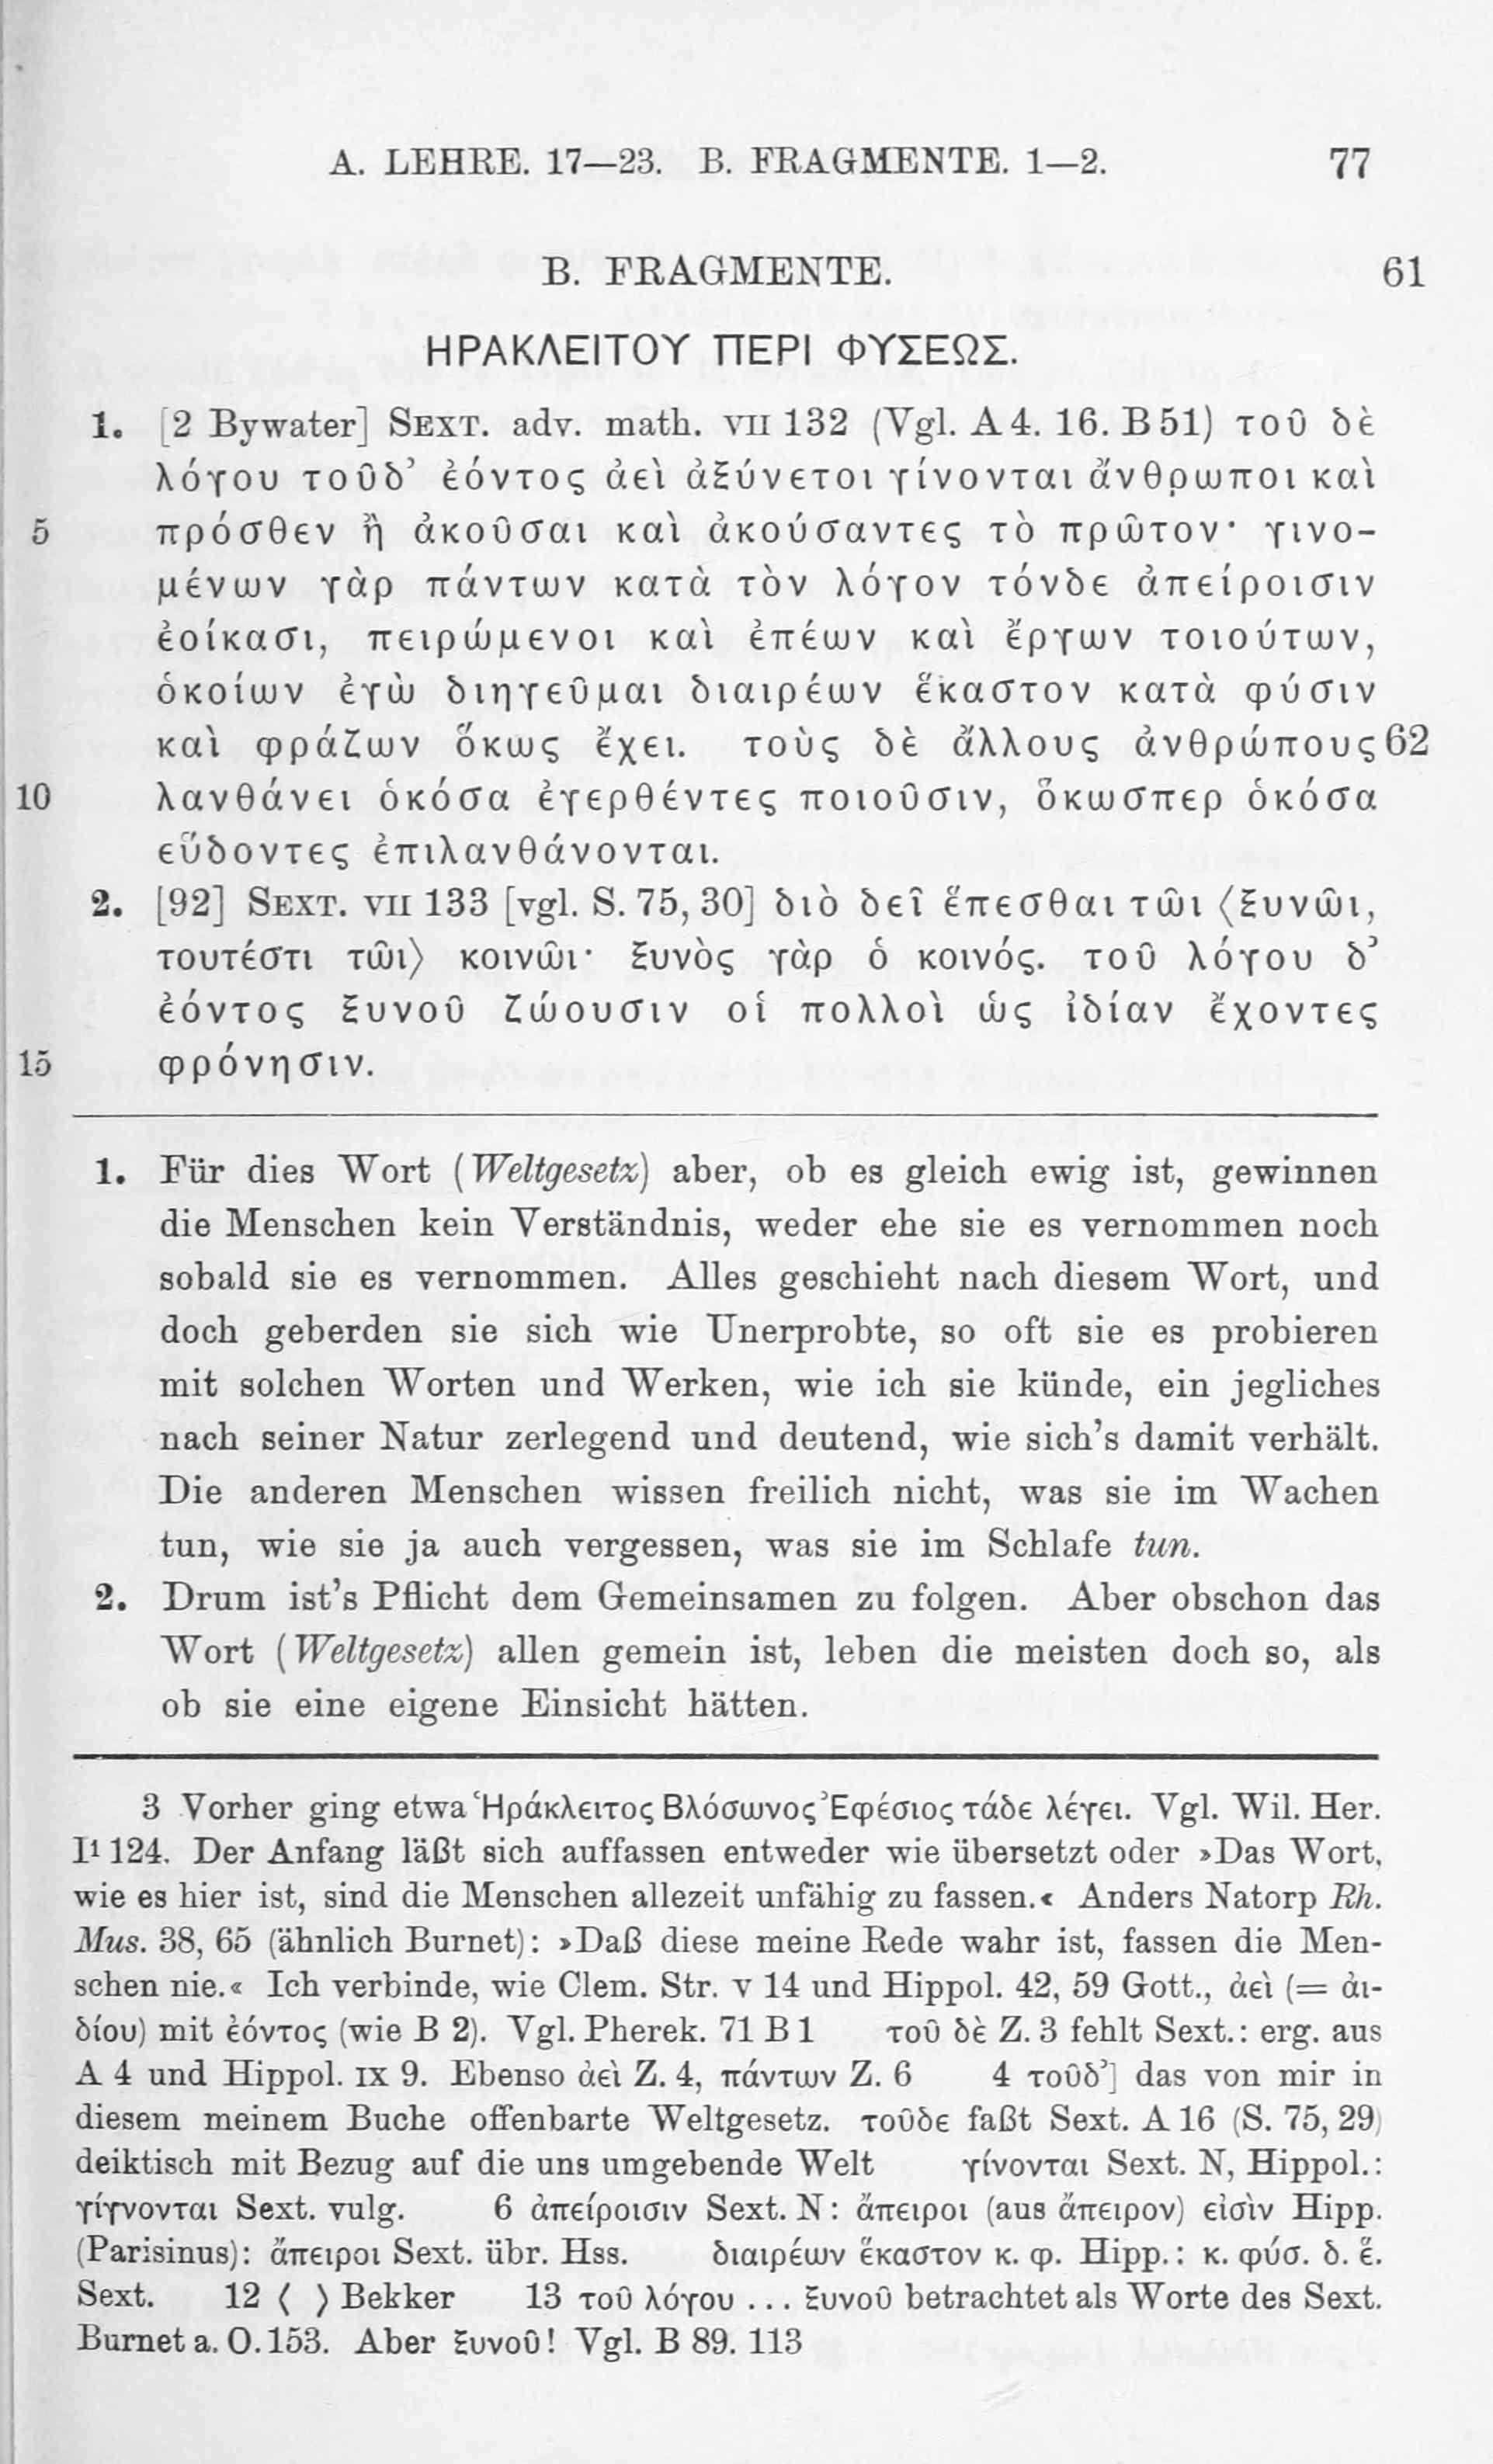 A. LEHRE. 17—23. B. FRAGMENTE. 1—2. 77
B. FRAGMENTE. 61
ΗΡΑΚΛΕΙΤΟΥ ΠΕΡΙ ΦΥΣΕΩΣ.
1. [2 Bywater] SEXT. adv. math. VII 132 (Vgl. A 4. 16. B 51) τοῦ δὲ
λόγου τοῦδ’ ἐόντος ἀεὶ ἀξύνετοι γίνονται ἄνθρωποι καὶ
5 πρόσθεν ἢ ἀκοῦσαι καὶ ἀκούσαντες τὸ πρῶτον· γινο-
μένων γὰρ πάντων κατὰ τὸν λόγον τόνδε ἀπείροισιν
ἐοίκασι, πειρώμενοι καὶ ἐπέων καὶ ἔργων τοιούτων,
ὁκοίων ἐγὼ διηγεῦμαι διαιρέων ἕκαστον κατὰ φύσιν
καὶ φράζων ὅκως ἔχει. τοὺς δὲ ἄλλους ἀνθρώπους 62
10 λανθάνει ὁκόσα ἐγερθέντες ποιοῦσιν, ὅκωσπερ ὁκόσα
εὕδοντες ἐπιλανθάνονται.
2. [92] SEXT. VII 133 [vgl. S. 75, 30] διὸ δεῖ ἕπεσθαι τῶι ⟨ξυνῶι,
τουτέστι τῶι⟩ κοινῶι· ξυνὸς γὰρ ὁ κοινός. τοῦ λόγου δ’
ἐόντος ξυνοῦ ζώουσιν οἱ πολλοὶ ὡς ἰδίαν ἔχοντες
15 φρόνησιν.
1. Für dies Wort (Weltgesetz) aber, ob es gleich ewig ist, gewinnen
die Menschen kein Verständnis, weder ehe sie es vernommen noch
sobald sie es vernommen. Alles geschieht nach diesem Wort, und
doch geberden sie sich wie Unerprobte, so oft sie es probieren
mit solchen Worten und Werken, wie ich sie künde, ein jegliches
nach seiner Natur zerlegend und deutend, wie sich’s damit verhält.
Die anderen Menschen wissen freilich nicht, was sie im Wachen
tun, wie sie ja auch vergessen, was sie im Schlafe tun.
2. Drum ist’s Pflicht dem Gemeinsamen zu folgen. Aber obschon das
Wort (Weltgesetz) allen gemein ist, leben die meisten doch so, als
ob sie eine eigene Einsicht hätten.
3 Vorher ging etwa Ἡράκλειτος Βλόσωνος Ἐφέσιος τάδε λέγει. Vgl. Wil. Her.
I¹ 124. Der Anfang läßt sich auffassen entweder wie übersetzt oder »Das Wort,
wie es hier ist, sind die Menschen allezeit unfähig zu fassen.« Anders Natorp Rh.
Mus. 38, 65 (ähnlich Burnet): »Daß diese meine Rede wahr ist, fassen die Men-
schen nie.« Ich verbinde, wie Clem. Str. V 14 und Hippol. 42, 59 Gott., ἀεὶ (= ἀι-
δίου) mit ἐόντος (wie B 2). Vgl. Pherek. 71 B 1 τοῦ δὲ Z. 3 fehlt Sext.: erg. aus
A 4 und Hippol. IX 9. Ebenso ἀεὶ Z. 4, πάντων Z. 6 4 τοῦδ’] das von mir in
diesem meinem Buche offenbarte Weltgesetz. τοῦδε faßt Sext. A 16 (S. 75, 29)
deiktisch mit Bezug auf die uns umgebende Welt γίνονται Sext. N, Hippol.:
γίγνονται Sext. vulg. 6 ἀπείροισιν Sext. N: ἄπειροι (aus ἄπειρον) εἰσὶν Hipp.
(Parisinus): ἄπειροι Sext. übr. Hss. διαιρέων ἕκαστον κ. φ. Hipp.: κ. φύσ. δ. ἕ.
Sext. 12 ⟨ ⟩ Bekker 13 τοῦ λόγου ... ξυνοῦ betrachtet als Worte des Sext.
Burnet a. O. 153. Aber ξυνοῦ! Vgl. B 89. 113